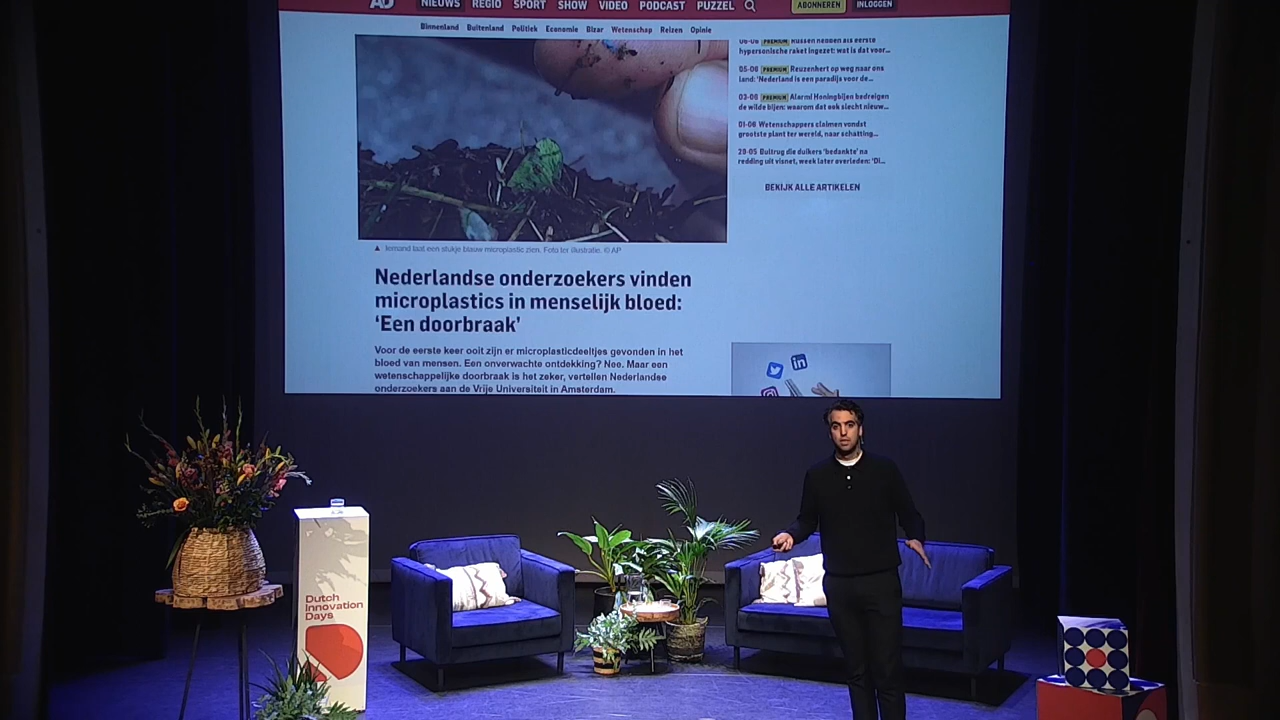 AD NIEUWS REGIO SPORT SHOW VIDEO PODCAST PUZZEL ABONNEREN INLOGGEN
Binnenland Buitenland Politiek Economie Bizar Wetenschap Reizen Opinie
06-06 PREMIUM Russen hebben als eerste
hypersonische raket ingezet: wat is dat voor...
05-06 PREMIUM Reuzenhert op weg naar ons
land: 'Nederland is een paradijs voor de...
03-06 PREMIUM Alarm! Honingbijen bedreigen
de wilde bijen: waarom dat ook slecht nieuw...
01-06 Wetenschappers claimen vondst
grootste plant ter wereld, naar schatting...
29-05 Bultrug die duikers 'bedankte' na
redding uit visnet, week later overleden: 'Di...
BEKIJK ALLE ARTIKELEN
▲ Iemand laat een stukje blauw microplastic zien. Foto ter illustratie. © AP
Nederlandse onderzoekers vinden
microplastics in menselijk bloed:
'Een doorbraak'
Voor de eerste keer ooit zijn er microplasticdeeltjes gevonden in het
bloed van mensen. Een onverwachte ontdekking? Nee. Maar een
wetenschappelijke doorbraak is het zeker, vertellen Nederlandse
onderzoekers aan de Vrije Universiteit in Amsterdam.
in
Dutch
Innovation
Days